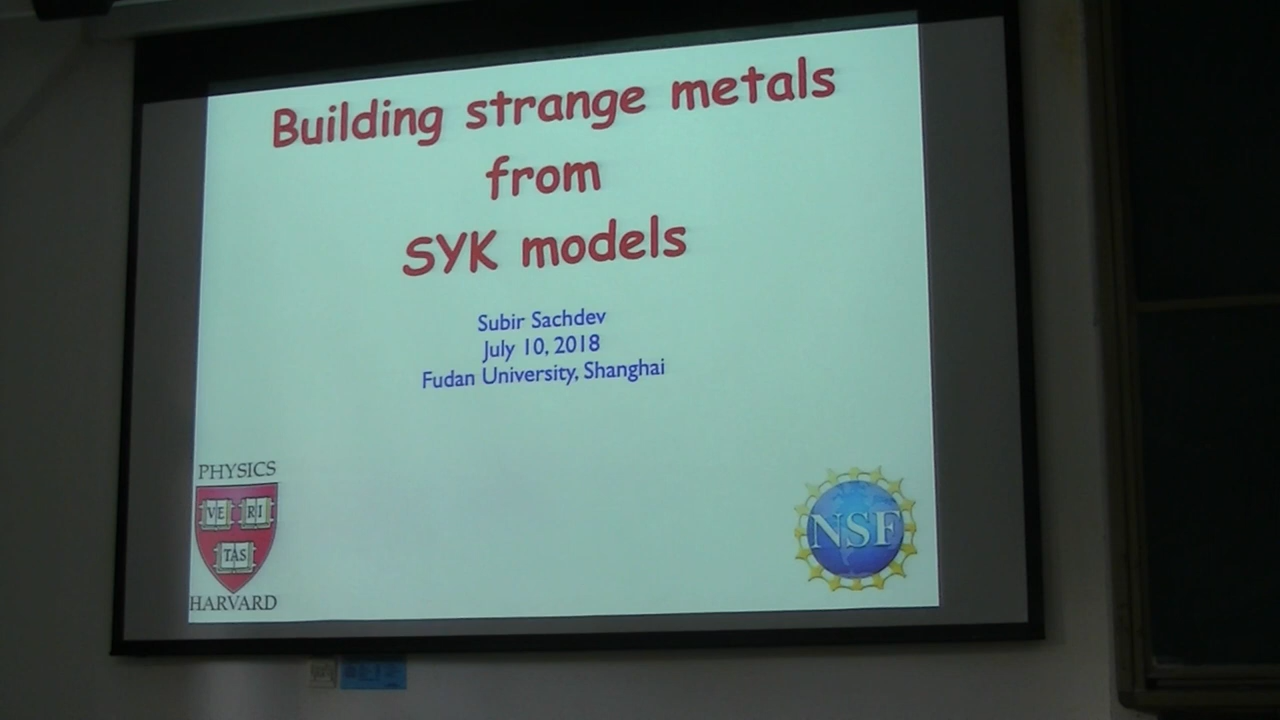 Building strange metals
from
SYK models
Subir Sachdev
July 10, 2018
Fudan University, Shanghai
PHYSICS
VE RI
TAS
HARVARD
NSF